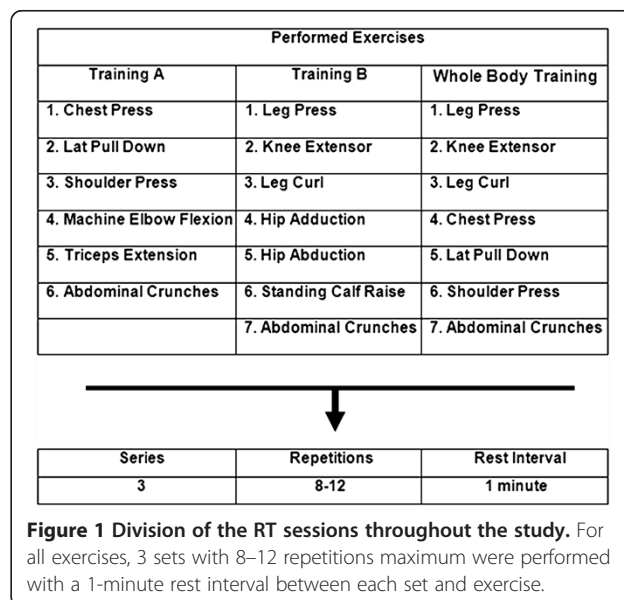 Performed Exercises
Training A Training B Whole Body Training
1. Chest Press 1. Leg Press 1. Leg Press
2. Lat Pull Down 2. Knee Extensor 2. Knee Extensor
3. Shoulder Press 3. Leg Curl 3. Leg Curl
4. Machine Elbow Flexion 4. Hip Adduction 4. Chest Press
5. Triceps Extension 5. Hip Abduction 5. Lat Pull Down
6. Abdominal Crunches 6. Standing Calf Raise 6. Shoulder Press
7. Abdominal Crunches 7. Abdominal Crunches
Series Repetitions Rest Interval
3 8-12 1 minute
Figure 1 Division of the RT sessions throughout the study. For
all exercises, 3 sets with 8–12 repetitions maximum were performed
with a 1-minute rest interval between each set and exercise.